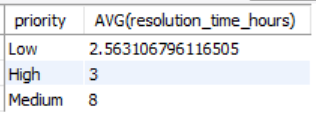 priority AVG(resolution_time_hours)
Low 2.563106796116505
High 3
Medium 8